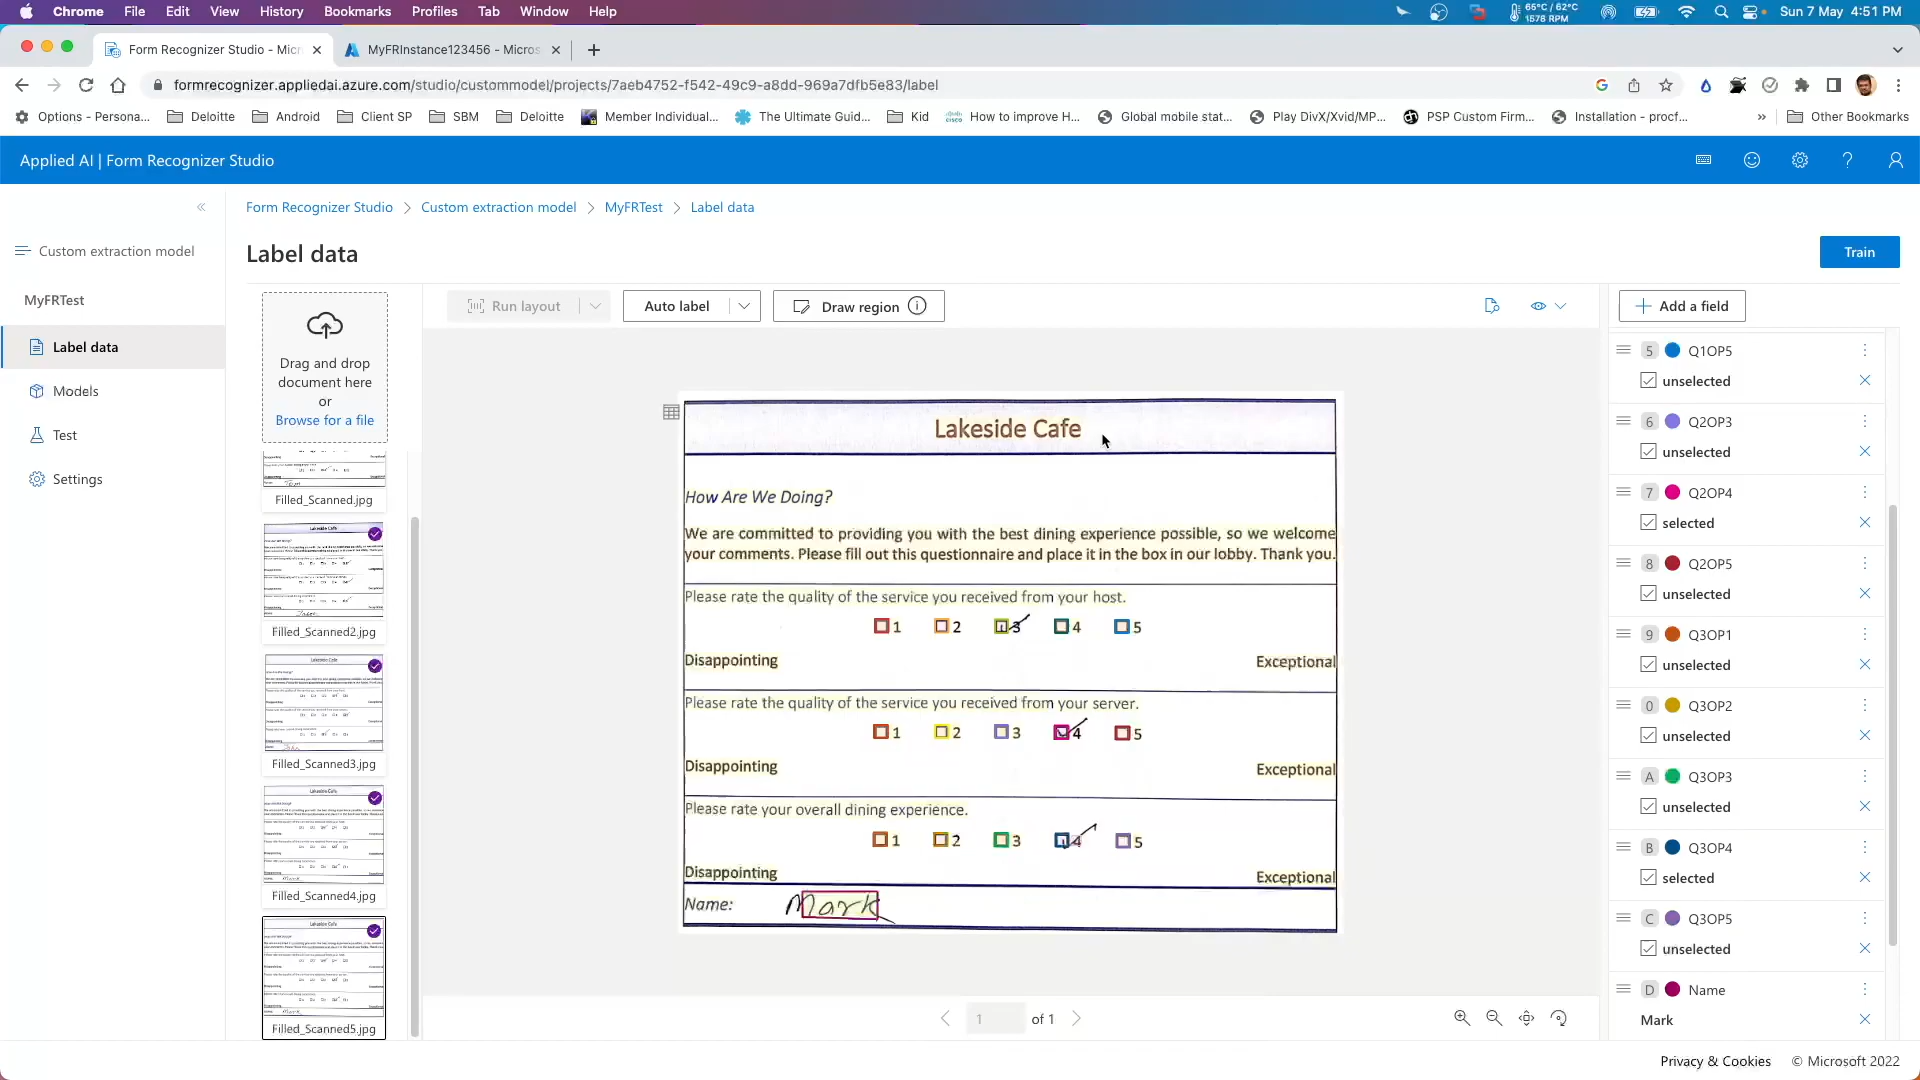 Chrome File Edit View History Bookmarks Profiles Tab Window Help 65°C / 62°C 1578 RPM Sun 7 May 4:51 PM
Form Recognizer Studio - Micr MyFRInstance123456 - Micros
formrecognizer.appliedai.azure.com/studio/custommodel/projects/7aeb4752-f542-49c9-a8dd-969a7dfb5e83/label
Options - Persona... Deloitte Android Client SP SBM Deloitte Member Individual... The Ultimate Guid... Kid How to improve H... Global mobile stat... Play DivX/Xvid/MP... PSP Custom Firm... Installation - procf... » Other Bookmarks
Applied AI | Form Recognizer Studio
Form Recognizer Studio > Custom extraction model > MyFRTest > Label data
Custom extraction model
Label data
Train
MyFRTest
Label data
Models
Test
Settings
Drag and drop
document here
or
Browse for a file
Filled_Scanned.jpg
Filled_Scanned2.jpg
Filled_Scanned3.jpg
Filled_Scanned4.jpg
Filled_Scanned5.jpg
Run layout Auto label Draw region
Lakeside Cafe
How Are We Doing?
We are committed to providing you with the best dining experience possible, so we welcome
your comments. Please fill out this questionnaire and place it in the box in our lobby. Thank you.
Please rate the quality of the service you received from your host.
1 2 3 4 5
Disappointing Exceptional
Please rate the quality of the service you received from your server.
1 2 3 4 5
Disappointing Exceptional
Please rate your overall dining experience.
1 2 3 4 5
Disappointing Exceptional
Name: Mark
1 of 1
Add a field
5 Q1OP5
unselected
6 Q2OP3
unselected
7 Q2OP4
selected
8 Q2OP5
unselected
9 Q3OP1
unselected
0 Q3OP2
unselected
A Q3OP3
unselected
B Q3OP4
selected
C Q3OP5
unselected
D Name
Mark
Privacy & Cookies © Microsoft 2022